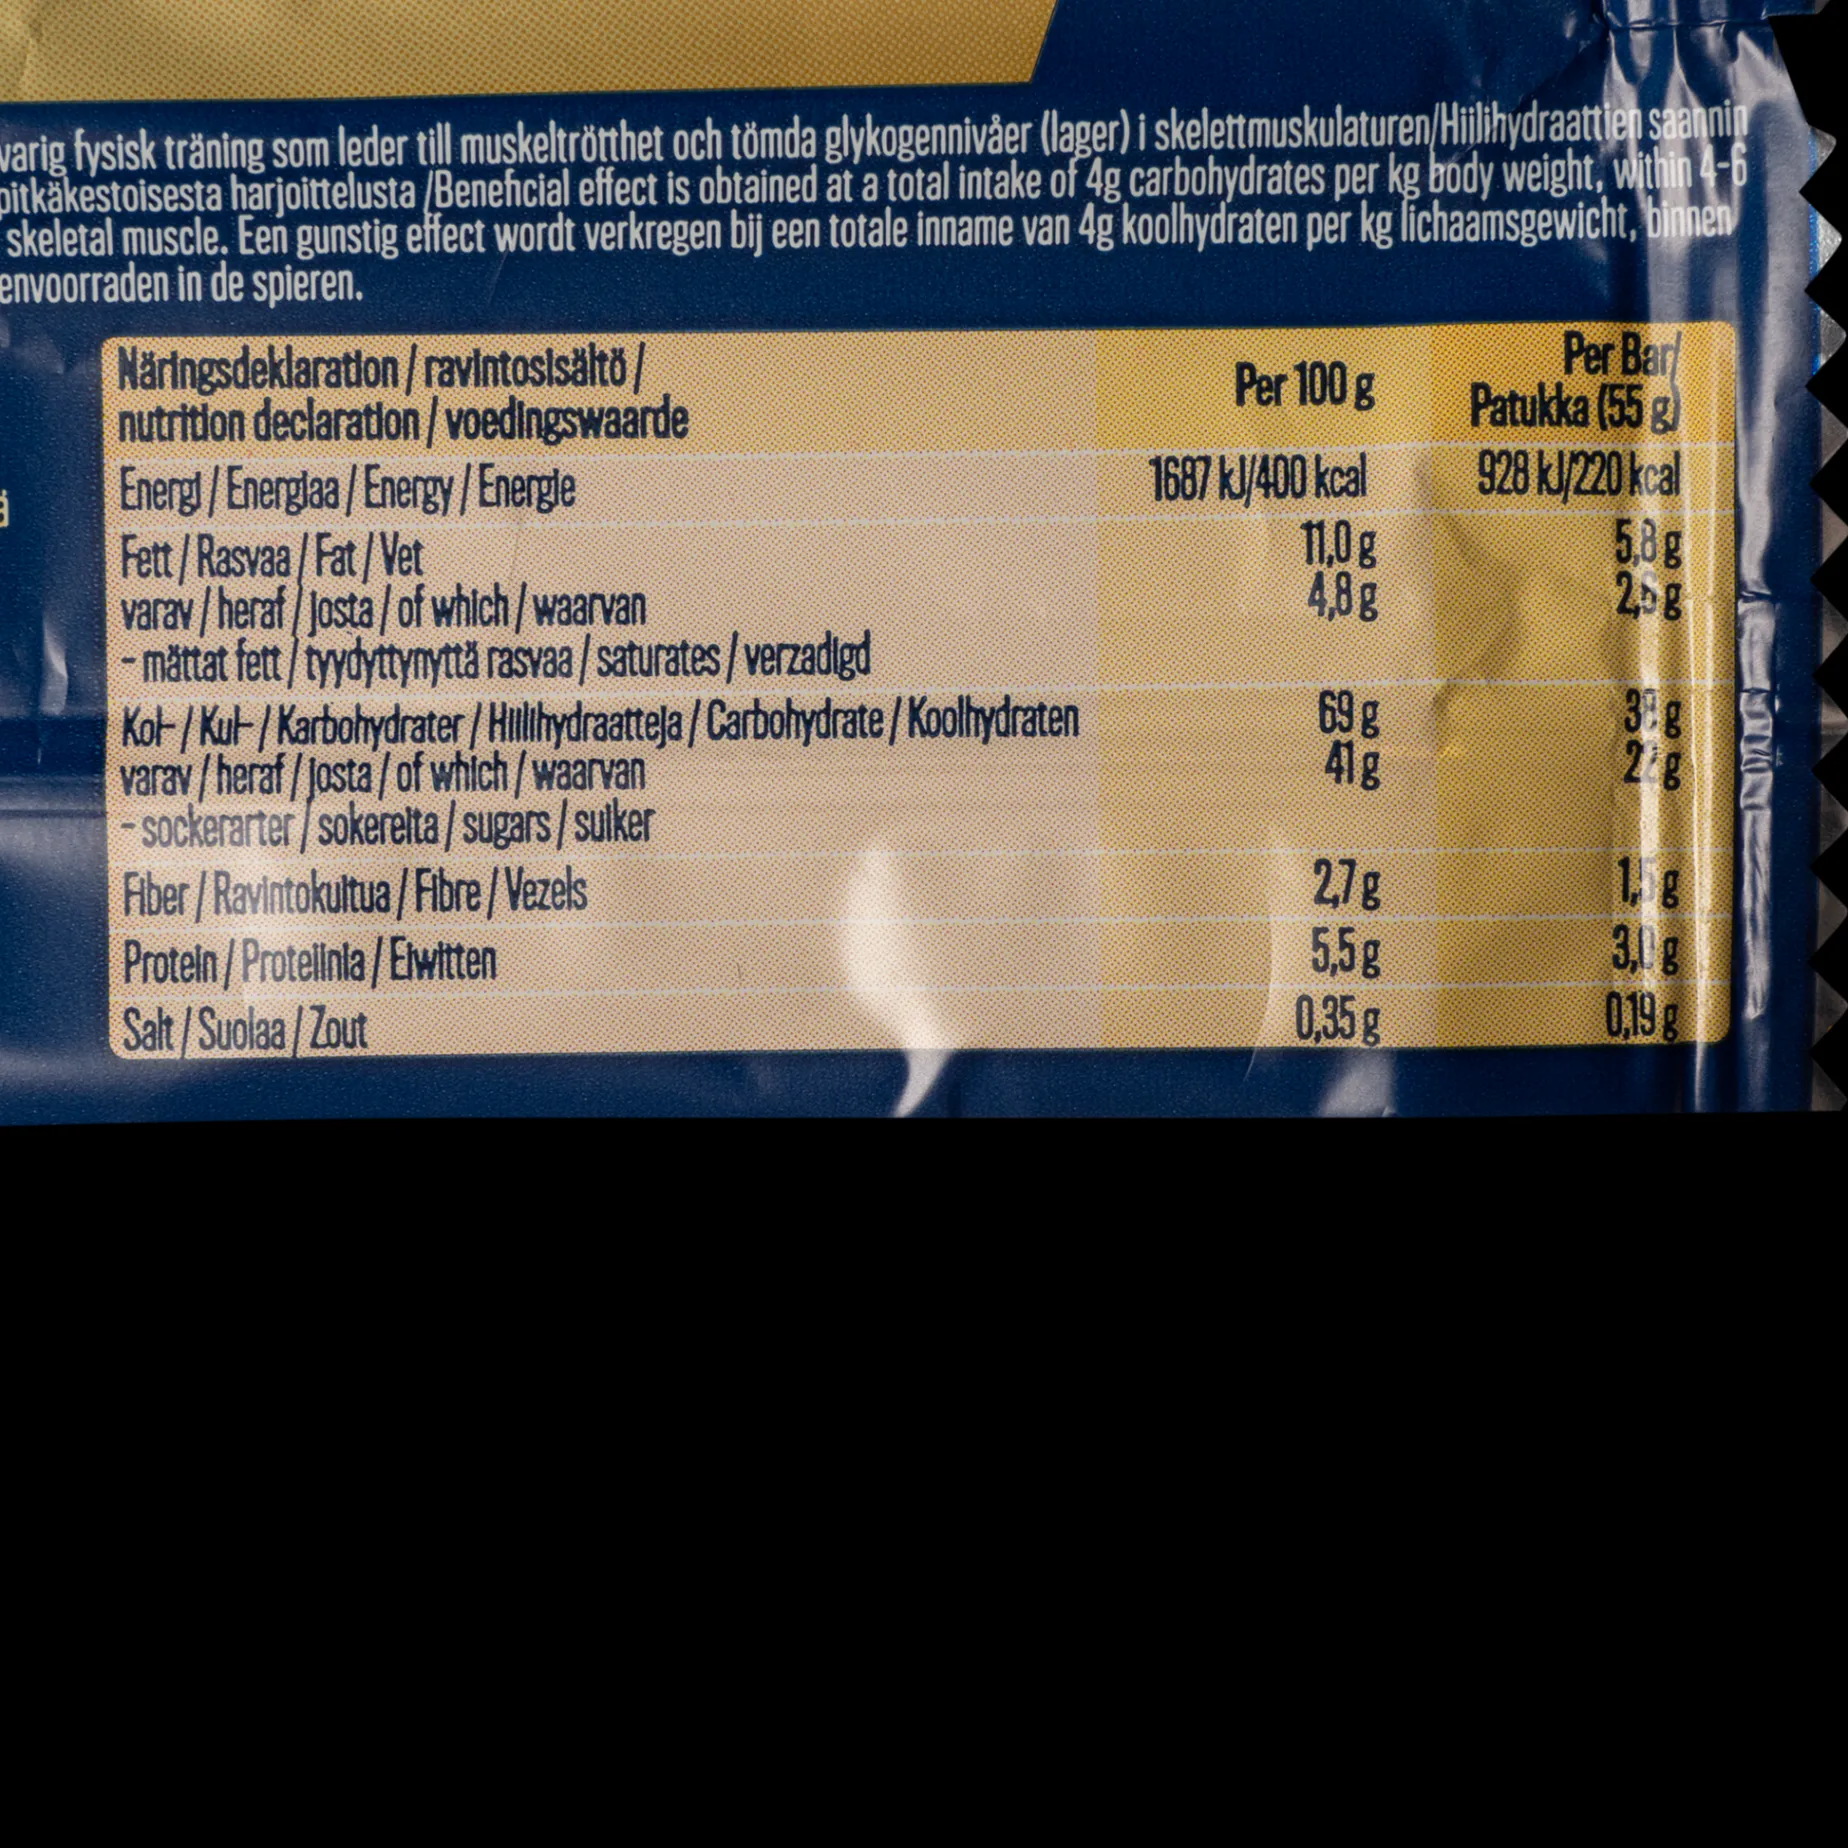 varig fysisk träning som leder till muskeltrötthet och tömda glykogennivåer (lager) i skelettmuskulaturen/Hiilihydraattien saannin
pitkäkestoisesta harjoittelusta /Beneficial effect is obtained at a total intake of 4g carbohydrates per kg body weight, within 4-6
skeletal muscle. Een gunstig effect wordt verkregen bij een totale inname van 4g koolhydraten per kg lichaamsgewicht, binnen
envoorraden in de spieren.
Näringsdeklaration / ravintosisältö /
nutrition declaration / voedingswaarde
Per 100 g
Per Bar/
Patukka (55 g)
Energi / Energiaa / Energy / Energie 1687 kJ/400 kcal 928 kJ/220 kcal
Fett / Rasvaa / Fat / Vet 11,0 g 5,8 g
varav / heraf / josta / of which / waarvan 4,8 g 2,6 g
- mättat fett / tyydyttynyttä rasvaa / saturates / verzadigd
Kol- / Kul- / Karbohydrater / Hiilihydraatteja / Carbohydrate / Koolhydraten 69 g 38 g
varav / heraf / josta / of which / waarvan 41 g 22 g
- sockerarter / sokereita / sugars / suiker
Fiber / Ravintokuitua / Fibre / Vezels 2,7 g 1,5 g
Protein / Proteiinia / Eiwitten 5,5 g 3,0 g
Salt / Suolaa / Zout 0,35 g 0,19 g